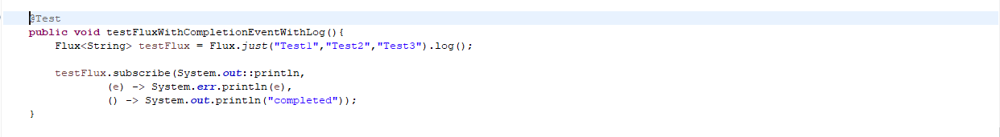 @Test
public void testFluxWithCompletionEventWithLog(){
    Flux<String> testFlux = Flux.just("Test1","Test2","Test3").log();

    testFlux.subscribe(System.out::println,
            (e) -> System.err.println(e),
            () -> System.out.println("completed"));
}